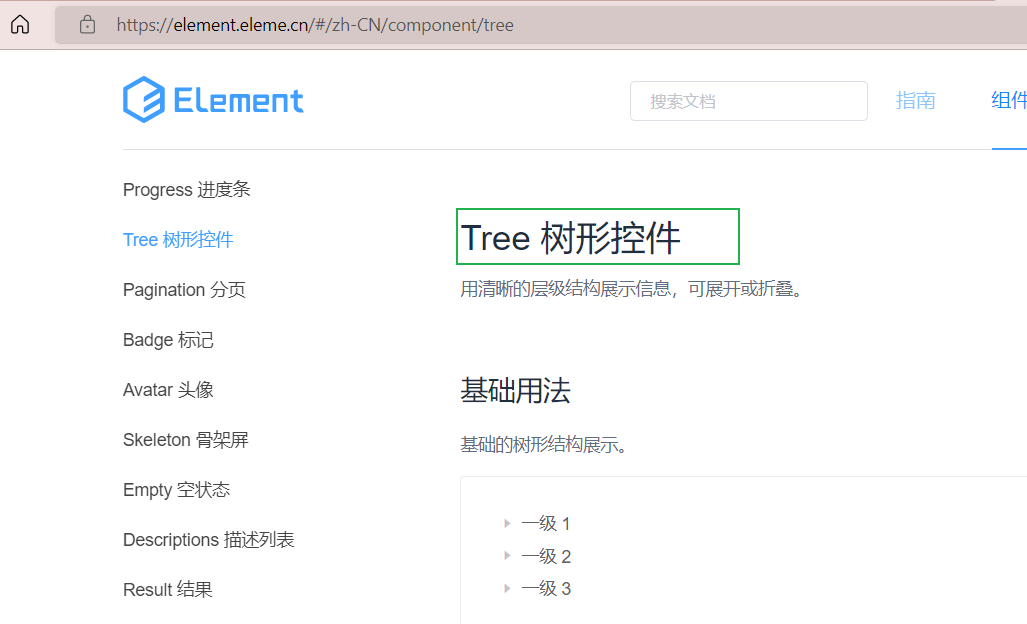 https://element.eleme.cn/#/zh-CN/component/tree
Element
搜索文档
指南
组件
Progress 进度条
Tree 树形控件
Pagination 分页
Badge 标记
Avatar 头像
Skeleton 骨架屏
Empty 空状态
Descriptions 描述列表
Result 结果
Tree 树形控件
用清晰的层级结构展示信息，可展开或折叠。
基础用法
基础的树形结构展示。
一级 1
一级 2
一级 3